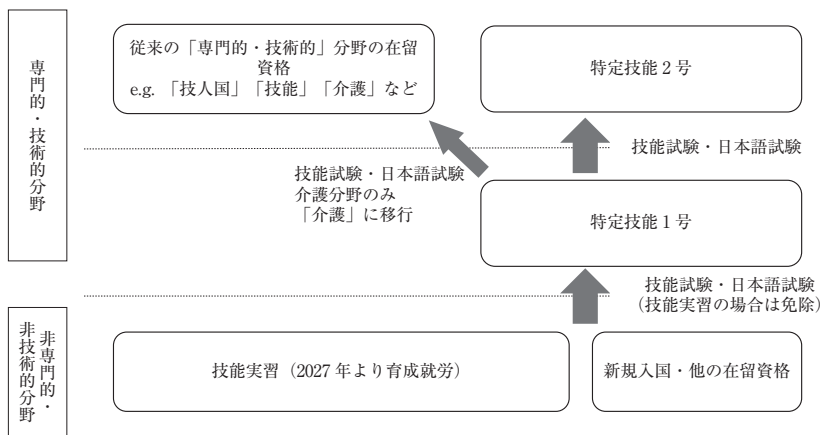 専門的・技術的分野
従来の「専門的・技術的」分野の在留
資格
e.g. 「技人国」「技能」「介護」など
特定技能2号
技能試験・日本語試験
介護分野のみ
「介護」に移行
技能試験・日本語試験
特定技能1号
技能試験・日本語試験
(技能実習の場合は免除)
非専門的・
非技術的分野
技能実習(2027年より育成就労)
新規入国・他の在留資格